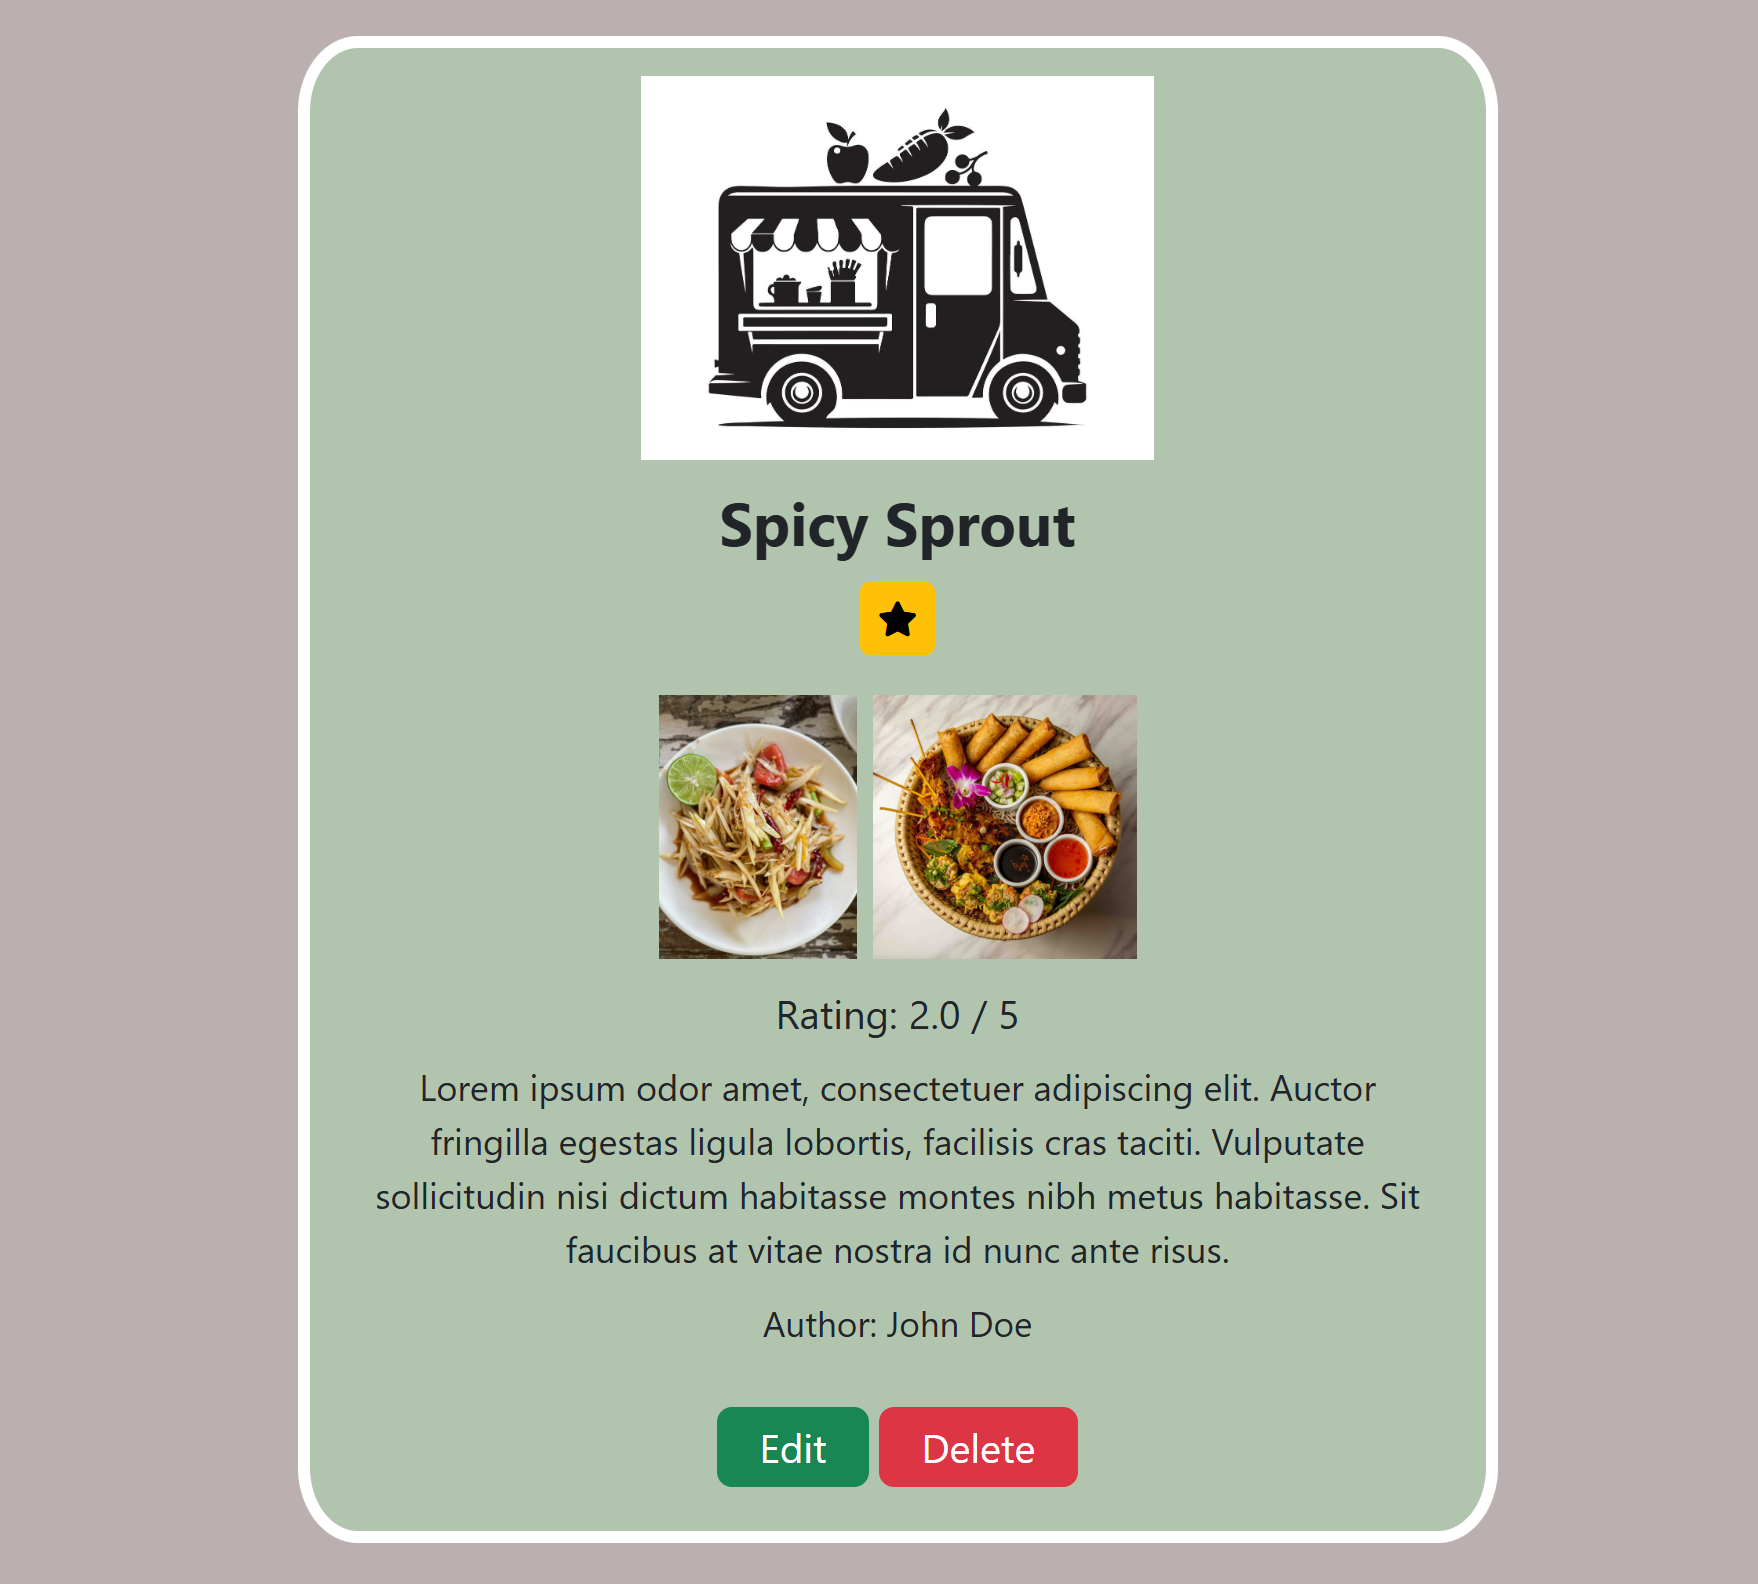 Spicy Sprout
Rating: 2.0 / 5
Lorem ipsum odor amet, consectetuer adipiscing elit. Auctor
fringilla egestas ligula lobortis, facilisis cras taciti. Vulputate
sollicitudin nisi dictum habitasse montes nibh metus habitasse. Sit
faucibus at vitae nostra id nunc ante risus.
Author: John Doe
Edit
Delete